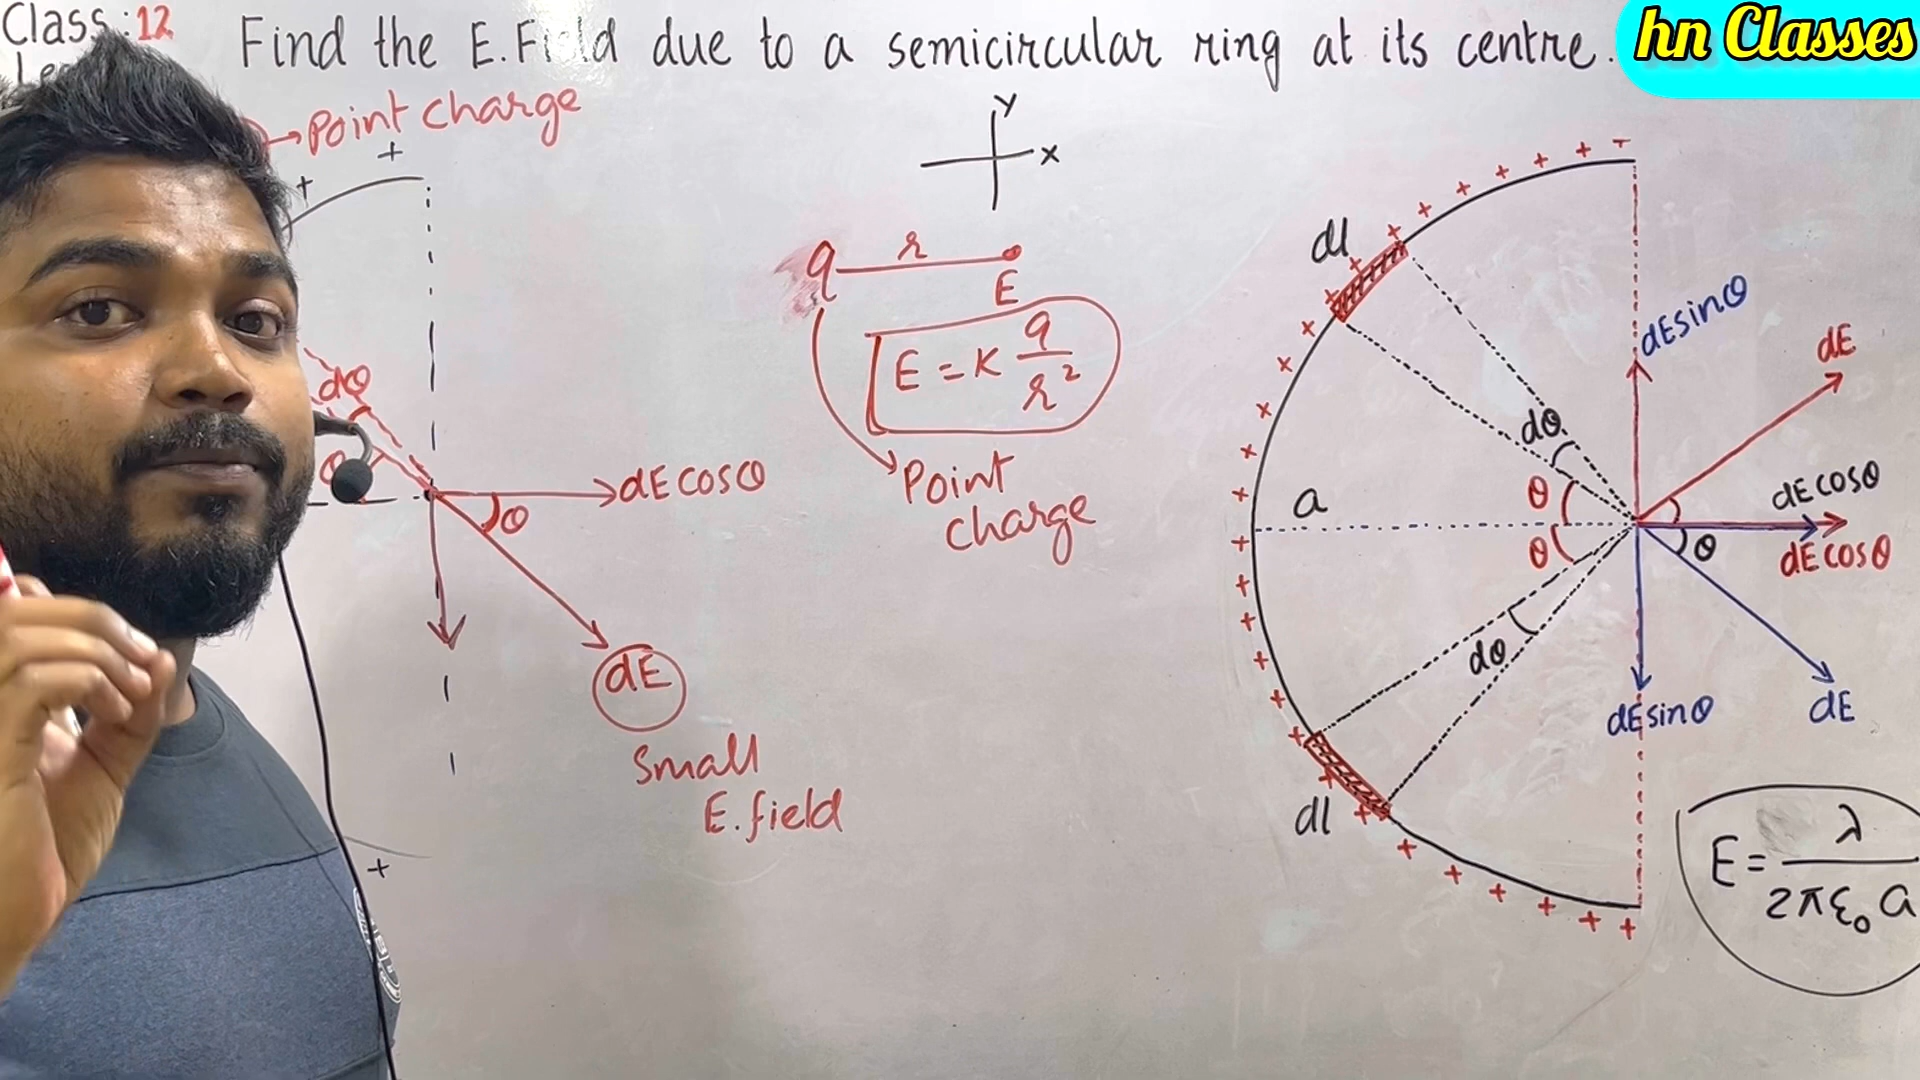 Class:12
Find the E.Field due to a semicircular ring at its centre.
hn Classes
→Point charge
+
+
Y
X
q r
E
E = K q/r²
Point
charge
dθ
θ
dE cosθ
θ
dE
Small
E.field
+
+ + + + + +
dl
dE sinθ
dE
dθ
a
θ
θ
dE cosθ
dE cosθ
θ
dθ
dE sinθ
dE
dl
E = λ/2πε₀a